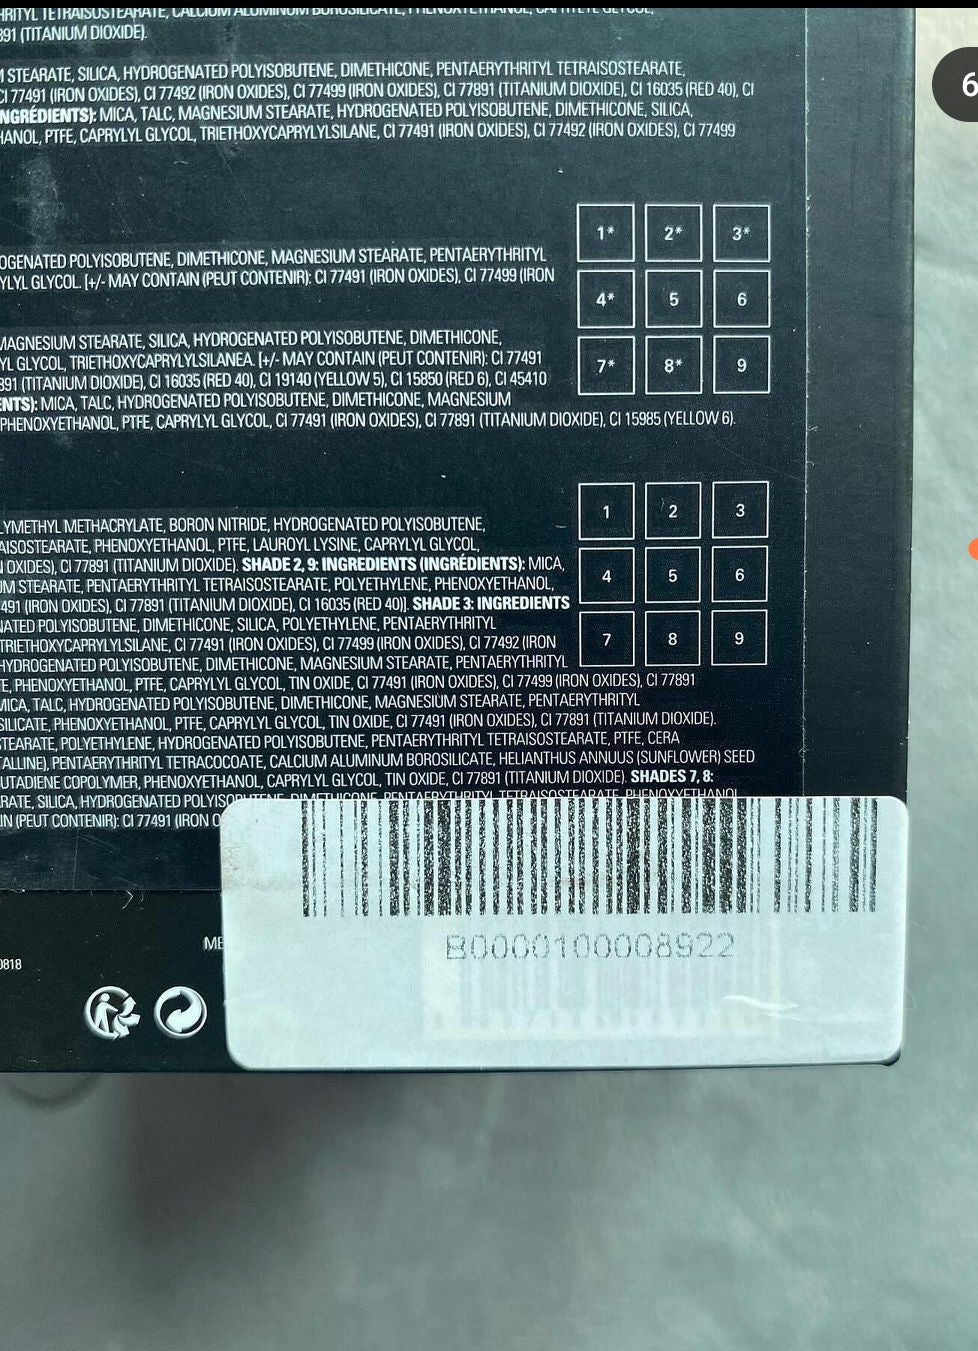 HRITYL TETRAISOSTEARATE, CALCIUM ALUMINUM BOROSILICATE, PHENOXYETHANOL, CAPRYLYL GLYCOL,
891 (TITANIUM DIOXIDE).
M STEARATE, SILICA, HYDROGENATED POLYISOBUTENE, DIMETHICONE, PENTAERYTHRITYL TETRAISOSTEARATE,
CI 77491 (IRON OXIDES), CI 77492 (IRON OXIDES), CI 77499 (IRON OXIDES), CI 77891 (TITANIUM DIOXIDE), CI 16035 (RED 40), CI
INGRÉDIENTS): MICA, TALC, MAGNESIUM STEARATE, HYDROGENATED POLYISOBUTENE, DIMETHICONE, SILICA,
HANOL, PTFE, CAPRYLYL GLYCOL, TRIETHOXYCAPRYLYLSILANE, CI 77491 (IRON OXIDES), CI 77492 (IRON OXIDES), CI 77499
6
1* 2* 3*
4* 5 6
7* 8* 9
OGENATED POLYISOBUTENE, DIMETHICONE, MAGNESIUM STEARATE, PENTAERYTHRITYL
YLYL GLYCOL. [+/- MAY CONTAIN (PEUT CONTENIR): CI 77491 (IRON OXIDES), CI 77499 (IRON
MAGNESIUM STEARATE, SILICA, HYDROGENATED POLYISOBUTENE, DIMETHICONE,
YL GLYCOL, TRIETHOXYCAPRYLYLSILANEA. [+/- MAY CONTAIN (PEUT CONTENIR): CI 77491
891 (TITANIUM DIOXIDE), CI 16035 (RED 40), CI 19140 (YELLOW 5), CI 15850 (RED 6), CI 45410
ENTS): MICA, TALC, HYDROGENATED POLYISOBUTENE, DIMETHICONE, MAGNESIUM
PHENOXYETHANOL, PTFE, CAPRYLYL GLYCOL, CI 77491 (IRON OXIDES), CI 77891 (TITANIUM DIOXIDE), CI 15985 (YELLOW 6).
1 2 3
4 5 6
7 8 9
LYMETHYL METHACRYLATE, BORON NITRIDE, HYDROGENATED POLYISOBUTENE,
AISOSTEARATE, PHENOXYETHANOL, PTFE, LAUROYL LYSINE, CAPRYLYL GLYCOL,
N OXIDES), CI 77891 (TITANIUM DIOXIDE). SHADE 2, 9: INGREDIENTS (INGRÉDIENTS): MICA,
UM STEARATE, PENTAERYTHRITYL TETRAISOSTEARATE, POLYETHYLENE, PHENOXYETHANOL,
491 (IRON OXIDES), CI 77891 (TITANIUM DIOXIDE), CI 16035 (RED 40)]. SHADE 3: INGREDIENTS
NATED POLYISOBUTENE, DIMETHICONE, SILICA, POLYETHYLENE, PENTAERYTHRITYL
TRIETHOXYCAPRYLYLSILANE, CI 77491 (IRON OXIDES), CI 77499 (IRON OXIDES), CI 77492 (IRON
HYDROGENATED POLYISOBUTENE, DIMETHICONE, MAGNESIUM STEARATE, PENTAERYTHRITYL
E, PHENOXYETHANOL, PTFE, CAPRYLYL GLYCOL, TIN OXIDE, CI 77491 (IRON OXIDES), CI 77499 (IRON OXIDES), CI 77891
MICA, TALC, HYDROGENATED POLYISOBUTENE, DIMETHICONE, MAGNESIUM STEARATE, PENTAERYTHRITYL
SILICATE, PHENOXYETHANOL, PTFE, CAPRYLYL GLYCOL, TIN OXIDE, CI 77491 (IRON OXIDES), CI 77891 (TITANIUM DIOXIDE).
STEARATE, POLYETHYLENE, HYDROGENATED POLYISOBUTENE, PENTAERYTHRITYL TETRAISOSTEARATE, PTFE, CERA
TALLINE), PENTAERYTHRITYL TETRACOCOATE, CALCIUM ALUMINUM BOROSILICATE, HELIANTHUS ANNUUS (SUNFLOWER) SEED
UTADIENE COPOLYMER, PHENOXYETHANOL, CAPRYLYL GLYCOL, TIN OXIDE, CI 77891 (TITANIUM DIOXIDE). SHADES 7, 8:
RATE, SILICA, HYDROGENATED POLYISOBUTENE, DIMETHICONE, PENTAERYTHRITYL TETRAISOSTEARATE, PHENOXYETHANOL,
IN (PEUT CONTENIR): CI 77491 (IRON O
B0000100008922
ME
0818